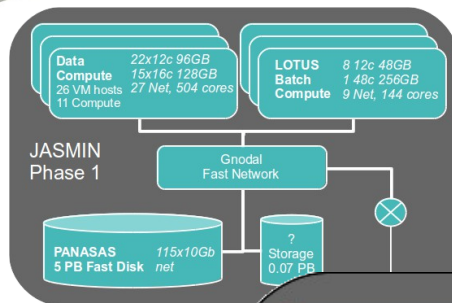 Data 22x12c 96GB
Compute 15x16c 128GB
26 VM hosts 27 Net, 504 cores
11 Compute
LOTUS 8 12c 48GB
Batch 1 48c 256GB
Compute 9 Net, 144 cores
JASMIN
Phase 1
Gnodal
Fast Network
PANASAS 115x10Gb
5 PB Fast Disk net
?
Storage
0.07 PB